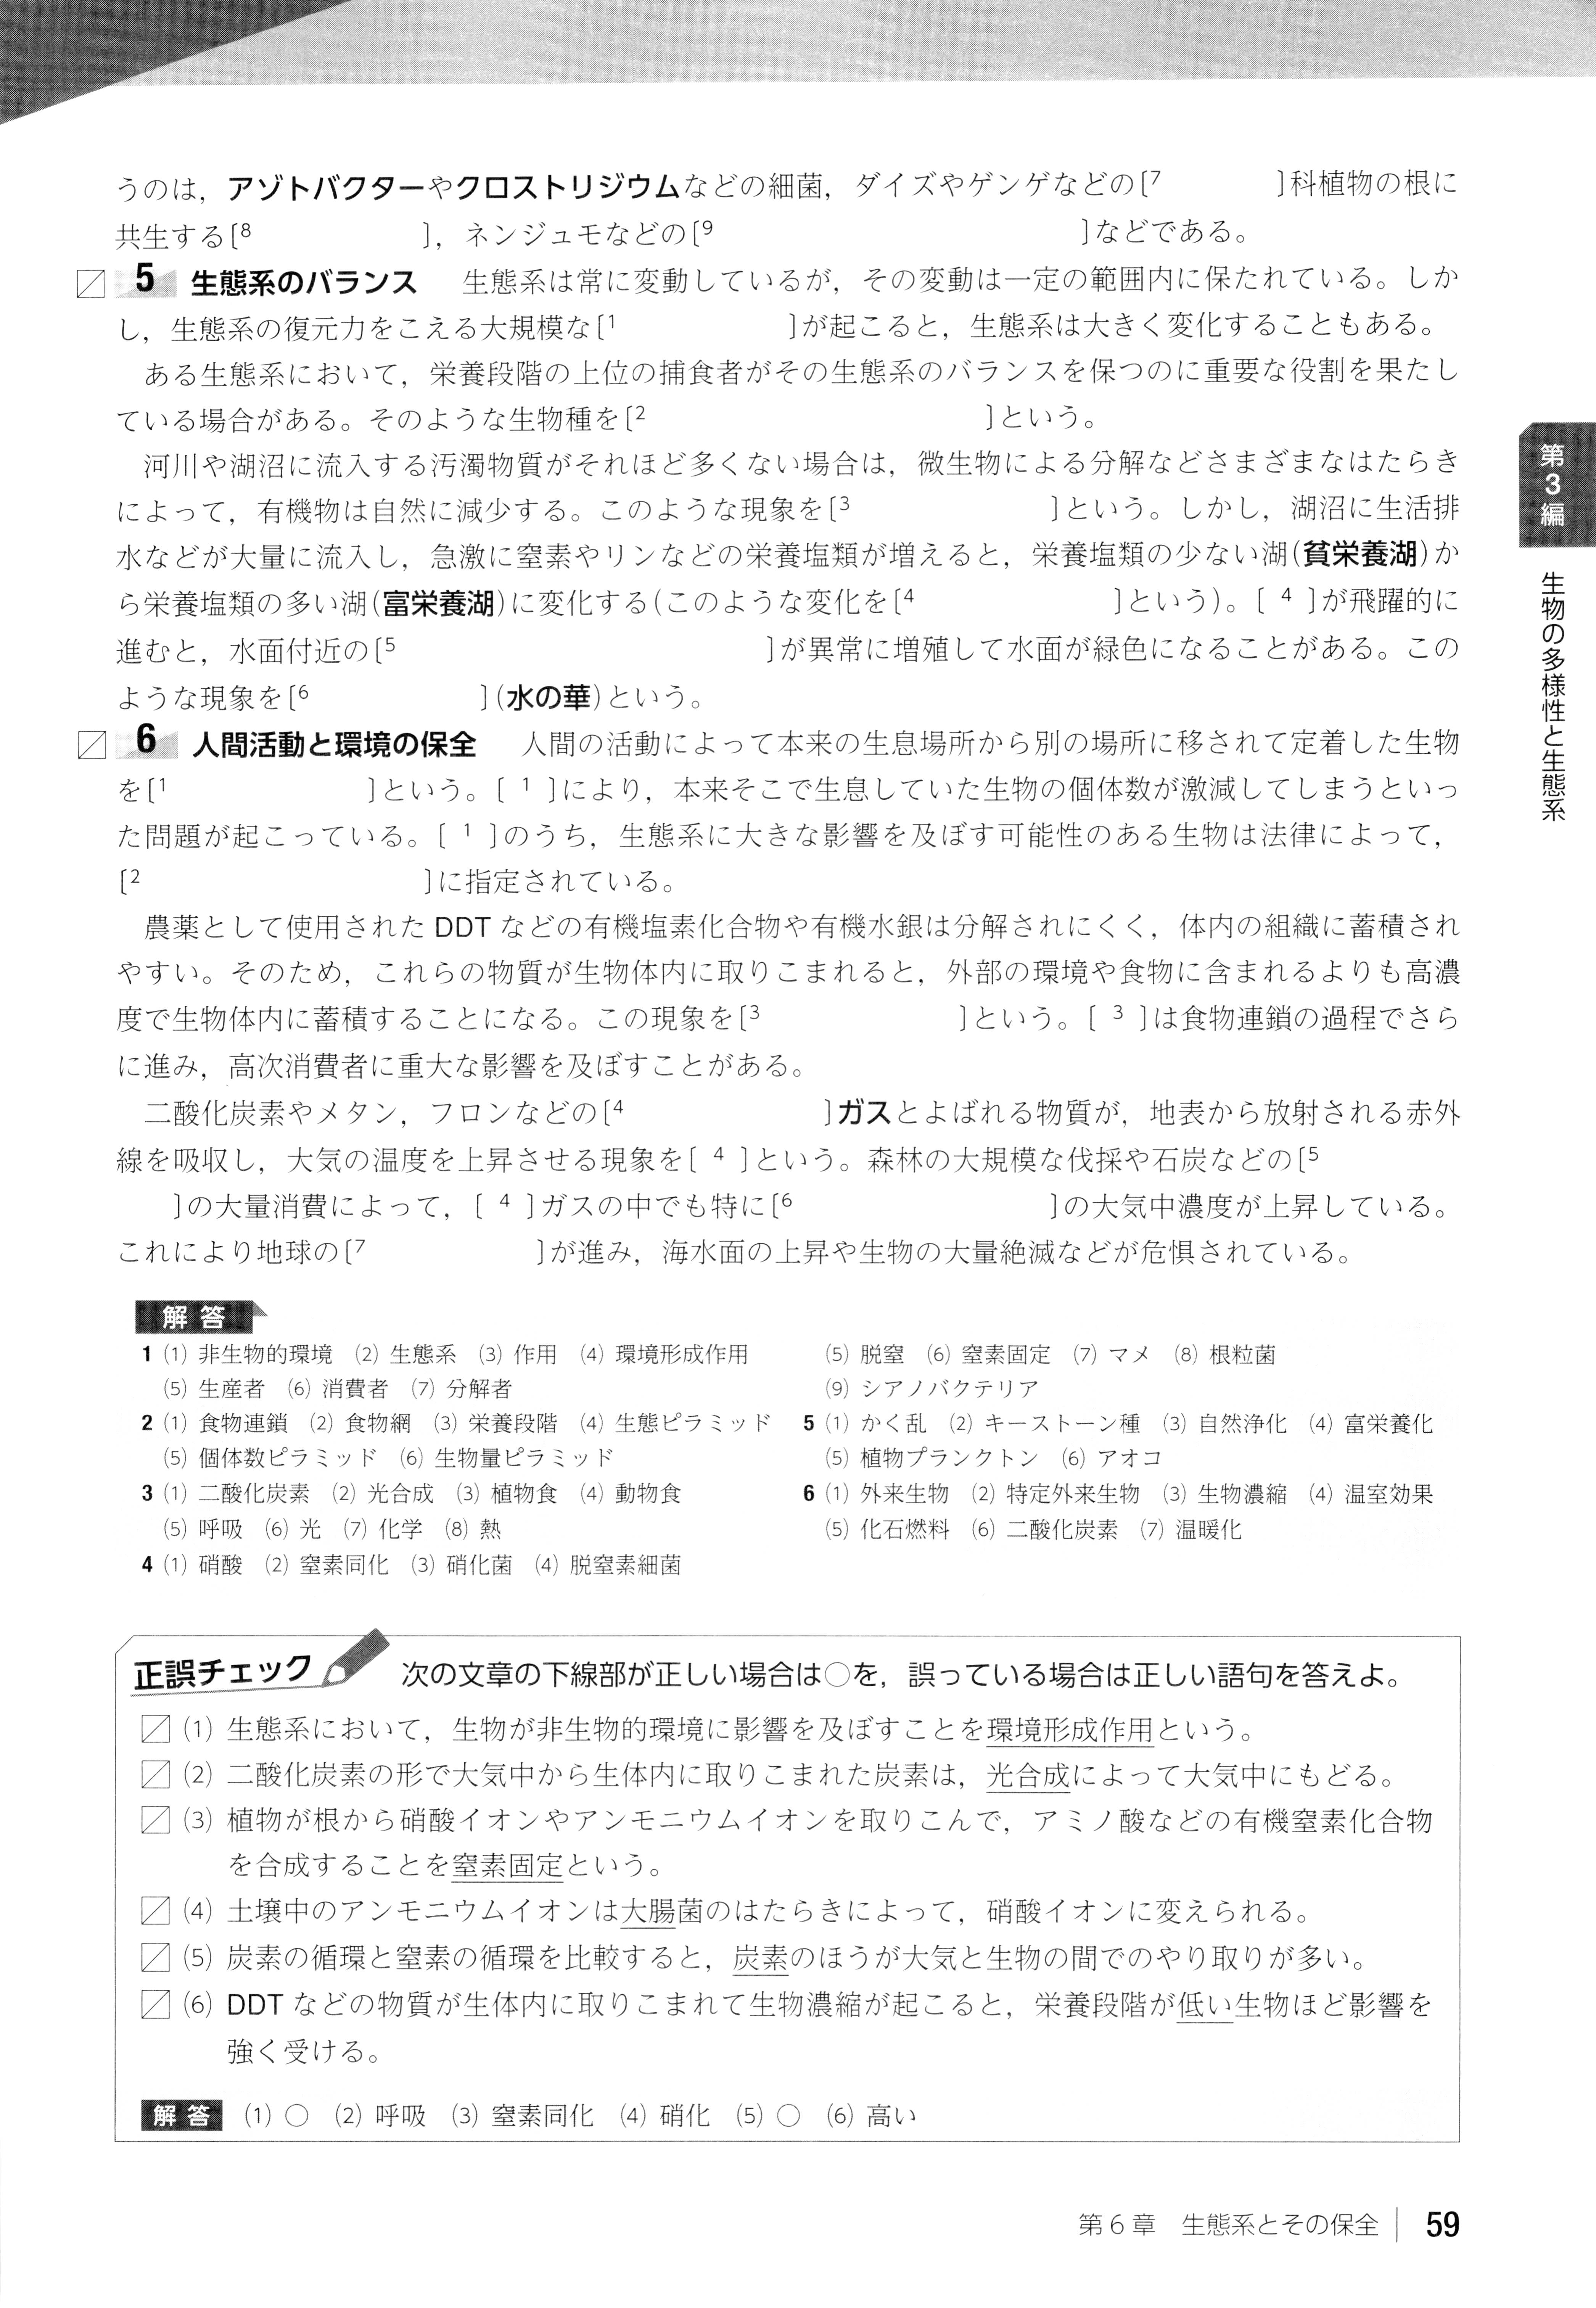 うのは，アゾトバクターやクロストリジウムなどの細菌，ダイズやゲンゲなどの[7 ]科植物の根に
共生する[8 ]，ネンジュモなどの[9 ]などである。
5 生態系のバランス 生態系は常に変動しているが，その変動は一定の範囲内に保たれている。しか
し，生態系の復元力をこえる大規模な[1 ]が起こると，生態系は大きく変化することもある。
ある生態系において，栄養段階の上位の捕食者がその生態系のバランスを保つのに重要な役割を果たし
ている場合がある。そのような生物種を[2 ]という。
河川や湖沼に流入する汚濁物質がそれほど多くない場合は，微生物による分解などさまざまなはたらき
によって，有機物は自然に減少する。このような現象を[3 ]という。しかし，湖沼に生活排
水などが大量に流入し，急激に窒素やリンなどの栄養塩類が増えると，栄養塩類の少ない湖(貧栄養湖)か
ら栄養塩類の多い湖(富栄養湖)に変化する(このような変化を[4 ]という)。[ 4 ]が飛躍的に
進むと，水面付近の[5 ]が異常に増殖して水面が緑色になることがある。この
ような現象を[6 ](水の華)という。
6 人間活動と環境の保全 人間の活動によって本来の生息場所から別の場所に移されて定着した生物
を[1 ]という。[ 1 ]により，本来そこで生息していた生物の個体数が激減してしまうといっ
た問題が起こっている。[ 1 ]のうち，生態系に大きな影響を及ぼす可能性のある生物は法律によって，
[2 ]に指定されている。
農薬として使用された DDT などの有機塩素化合物や有機水銀は分解されにくく，体内の組織に蓄積され
やすい。そのため，これらの物質が生物体内に取りこまれると，外部の環境や食物に含まれるよりも高濃
度で生物体内に蓄積することになる。この現象を[3 ]という。[ 3 ]は食物連鎖の過程でさら
に進み，高次消費者に重大な影響を及ぼすことがある。
二酸化炭素やメタン，フロンなどの[4 ]ガスとよばれる物質が，地表から放射される赤外
線を吸収し，大気の温度を上昇させる現象を[ 4 ]という。森林の大規模な伐採や石炭などの[5
]の大量消費によって，[ 4 ]ガスの中でも特に[6 ]の大気中濃度が上昇している。
これにより地球の[7 ]が進み，海水面の上昇や生物の大量絶滅などが危惧されている。
解答
1 (1) 非生物的環境 (2) 生態系 (3) 作用 (4) 環境形成作用
(5) 生産者 (6) 消費者 (7) 分解者
2 (1) 食物連鎖 (2) 食物網 (3) 栄養段階 (4) 生態ピラミッド
(5) 個体数ピラミッド (6) 生物量ピラミッド
3 (1) 二酸化炭素 (2) 光合成 (3) 植物食 (4) 動物食
(5) 呼吸 (6) 光 (7) 化学 (8) 熱
4 (1) 硝酸 (2) 窒素同化 (3) 硝化菌 (4) 脱窒素細菌
(5) 脱窒 (6) 窒素固定 (7) マメ (8) 根粒菌
(9) シアノバクテリア
5 (1) かく乱 (2) キーストーン種 (3) 自然浄化 (4) 富栄養化
(5) 植物プランクトン (6) アオコ
6 (1) 外来生物 (2) 特定外来生物 (3) 生物濃縮 (4) 温室効果
(5) 化石燃料 (6) 二酸化炭素 (7) 温暖化
正誤チェック 次の文章の下線部が正しい場合は○を，誤っている場合は正しい語句を答えよ。
(1) 生態系において，生物が非生物的環境に影響を及ぼすことを環境形成作用という。
(2) 二酸化炭素の形で大気中から生体内に取りこまれた炭素は，光合成によって大気中にもどる。
(3) 植物が根から硝酸イオンやアンモニウムイオンを取りこんで，アミノ酸などの有機窒素化合物
を合成することを窒素固定という。
(4) 土壌中のアンモニウムイオンは大腸菌のはたらきによって，硝酸イオンに変えられる。
(5) 炭素の循環と窒素の循環を比較すると，炭素のほうが大気と生物の間でのやり取りが多い。
(6) DDT などの物質が生体内に取りこまれて生物濃縮が起こると，栄養段階が低い生物ほど影響を
強く受ける。
解答 (1) ○ (2) 呼吸 (3) 窒素同化 (4) 硝化 (5) ○ (6) 高い
第3編
生物の多様性と生態系
第6章 生態系とその保全 59